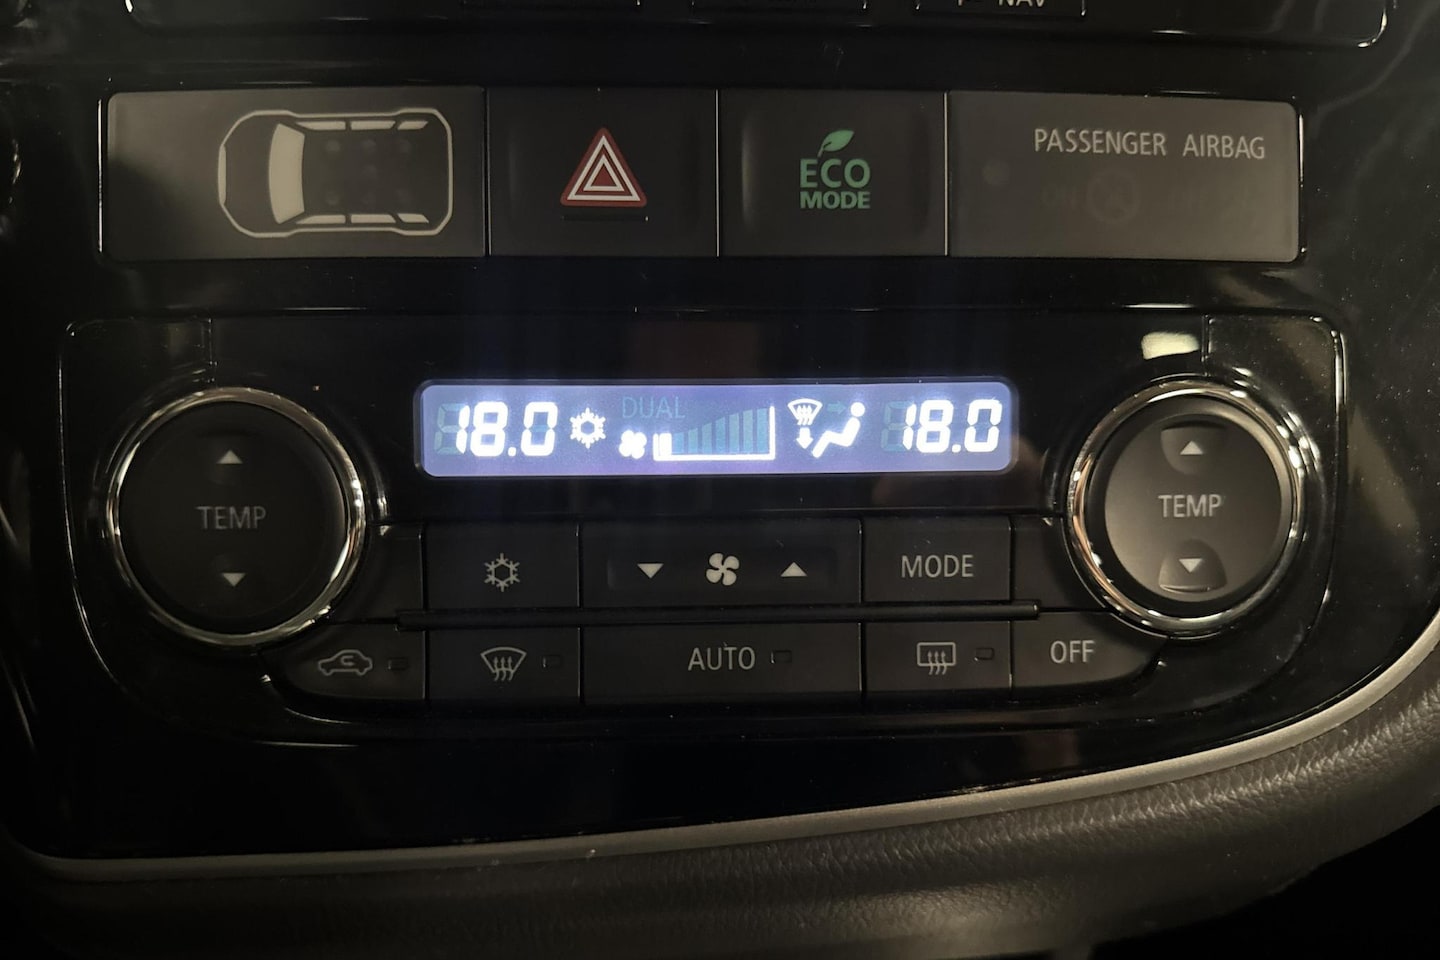 NAV
ECO
MODE
PASSENGER AIRBAG
18.0
DUAL
18.0
TEMP
TEMP
MODE
AUTO
OFF